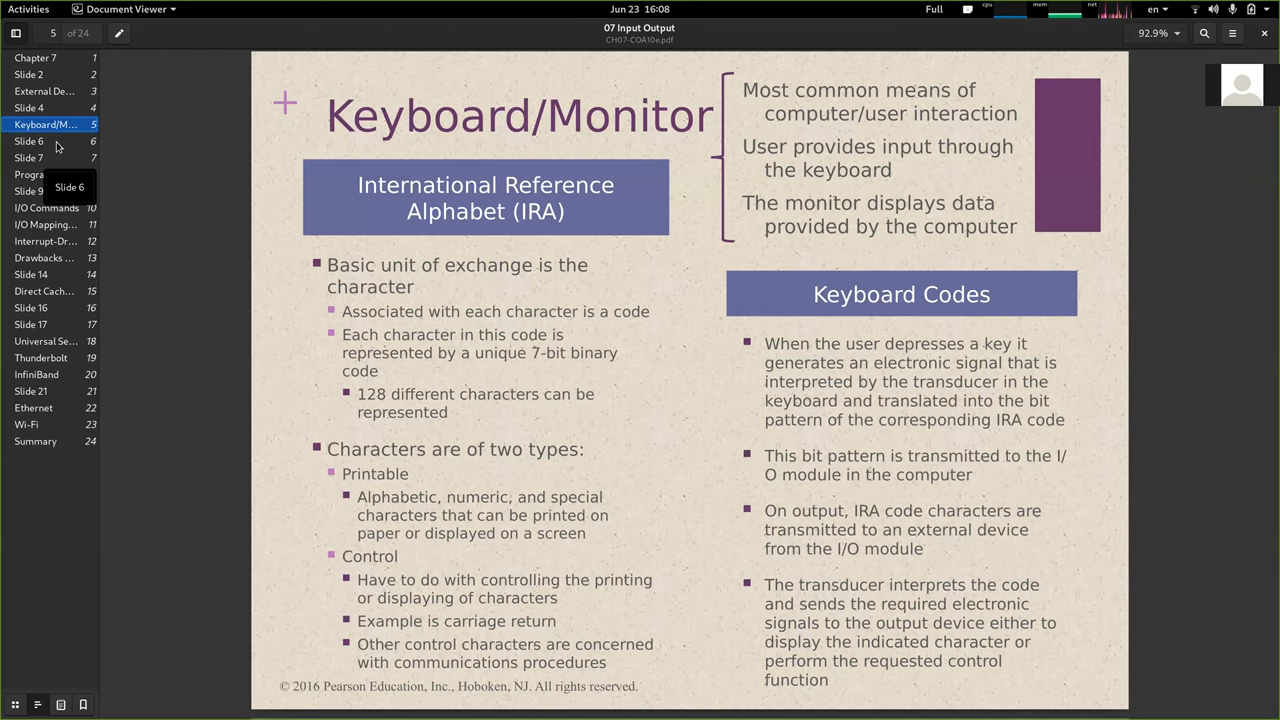 Activities
Document Viewer
Jun 23 16:08
Full
cpu
mem
net
en
5 of 24
07 Input Output
CH07-COA10e.pdf
92.9%
Chapter 7 1
Slide 2 2
External De... 3
Slide 4 4
Keyboard/M... 5
Slide 6 6
Slide 7 7
Progra
Slide 9
Slide 6
I/O Commands 10
I/O Mapping... 11
Interrupt-Dr... 12
Drawbacks ... 13
Slide 14 14
Direct Cach... 15
Slide 16 16
Slide 17 17
Universal Se... 18
Thunderbolt 19
InfiniBand 20
Slide 21 21
Ethernet 22
Wi-Fi 23
Summary 24
+
Keyboard/Monitor
Most common means of
computer/user interaction
User provides input through
the keyboard
The monitor displays data
provided by the computer
International Reference
Alphabet (IRA)
Basic unit of exchange is the
character
Associated with each character is a code
Each character in this code is
represented by a unique 7-bit binary
code
128 different characters can be
represented
Characters are of two types:
Printable
Alphabetic, numeric, and special
characters that can be printed on
paper or displayed on a screen
Control
Have to do with controlling the printing
or displaying of characters
Example is carriage return
Other control characters are concerned
with communications procedures
Keyboard Codes
When the user depresses a key it
generates an electronic signal that is
interpreted by the transducer in the
keyboard and translated into the bit
pattern of the corresponding IRA code
This bit pattern is transmitted to the I/
O module in the computer
On output, IRA code characters are
transmitted to an external device
from the I/O module
The transducer interprets the code
and sends the required electronic
signals to the output device either to
display the indicated character or
perform the requested control
function
© 2016 Pearson Education, Inc., Hoboken, NJ. All rights reserved.